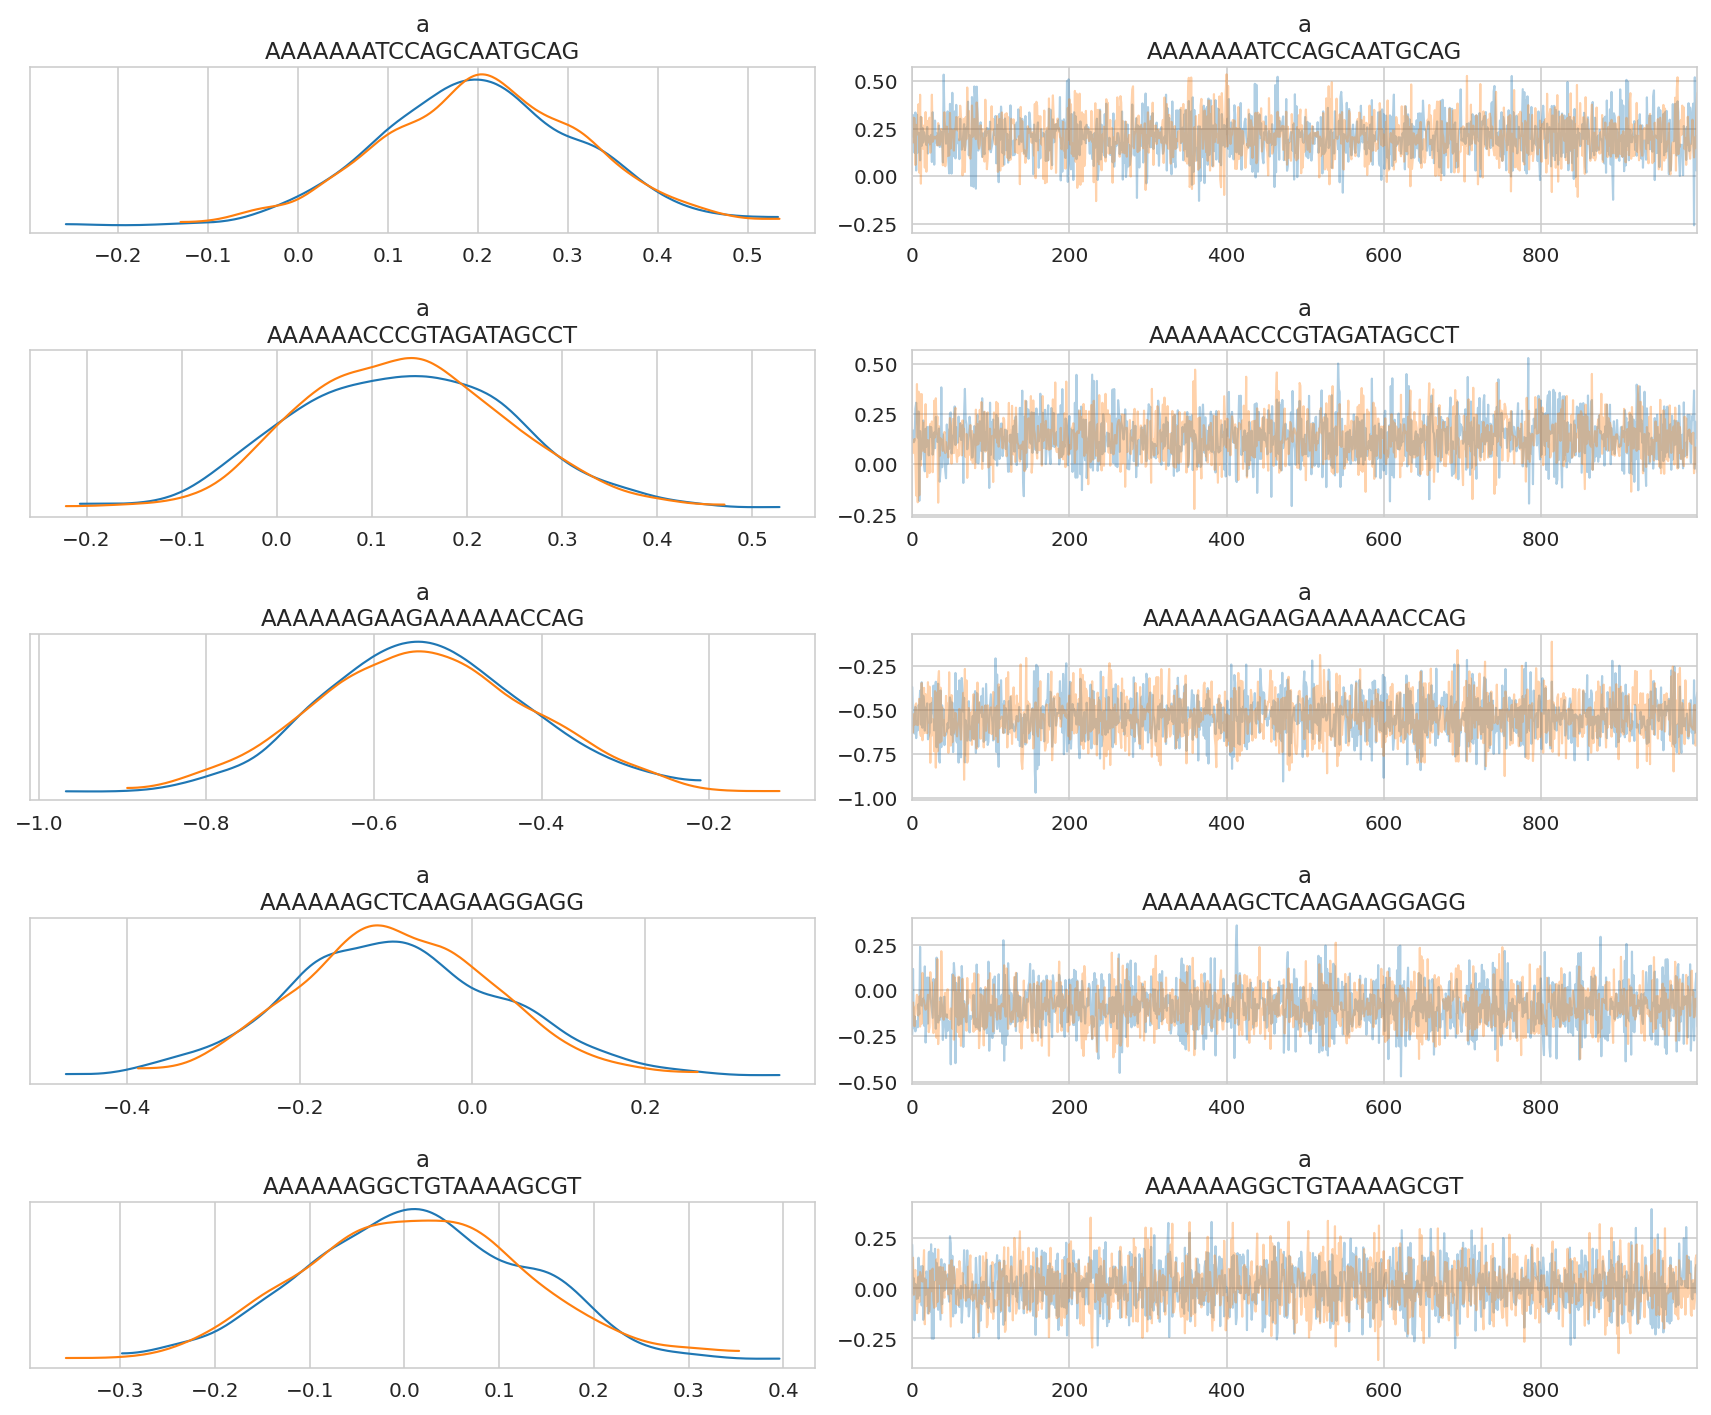 a
AAAAAAATCCAGCAATGCAG
−0.2 −0.1 0.0 0.1 0.2 0.3 0.4 0.5
a
AAAAAAATCCAGCAATGCAG
0.50
0.25
0.00
−0.25
0 200 400 600 800
a
AAAAAACCCGTAGATAGCCT
−0.2 −0.1 0.0 0.1 0.2 0.3 0.4 0.5
a
AAAAAACCCGTAGATAGCCT
0.50
0.25
0.00
−0.25
0 200 400 600 800
a
AAAAAAGAAGAAAAAACCAG
−1.0 −0.8 −0.6 −0.4 −0.2
a
AAAAAAGAAGAAAAAACCAG
−0.25
−0.50
−0.75
−1.00
0 200 400 600 800
a
AAAAAAGCTCAAGAAGGAGG
−0.4 −0.2 0.0 0.2
a
AAAAAAGCTCAAGAAGGAGG
0.25
0.00
−0.25
−0.50
0 200 400 600 800
a
AAAAAAGGCTGTAAAAGCGT
−0.3 −0.2 −0.1 0.0 0.1 0.2 0.3 0.4
a
AAAAAAGGCTGTAAAAGCGT
0.25
0.00
−0.25
0 200 400 600 800